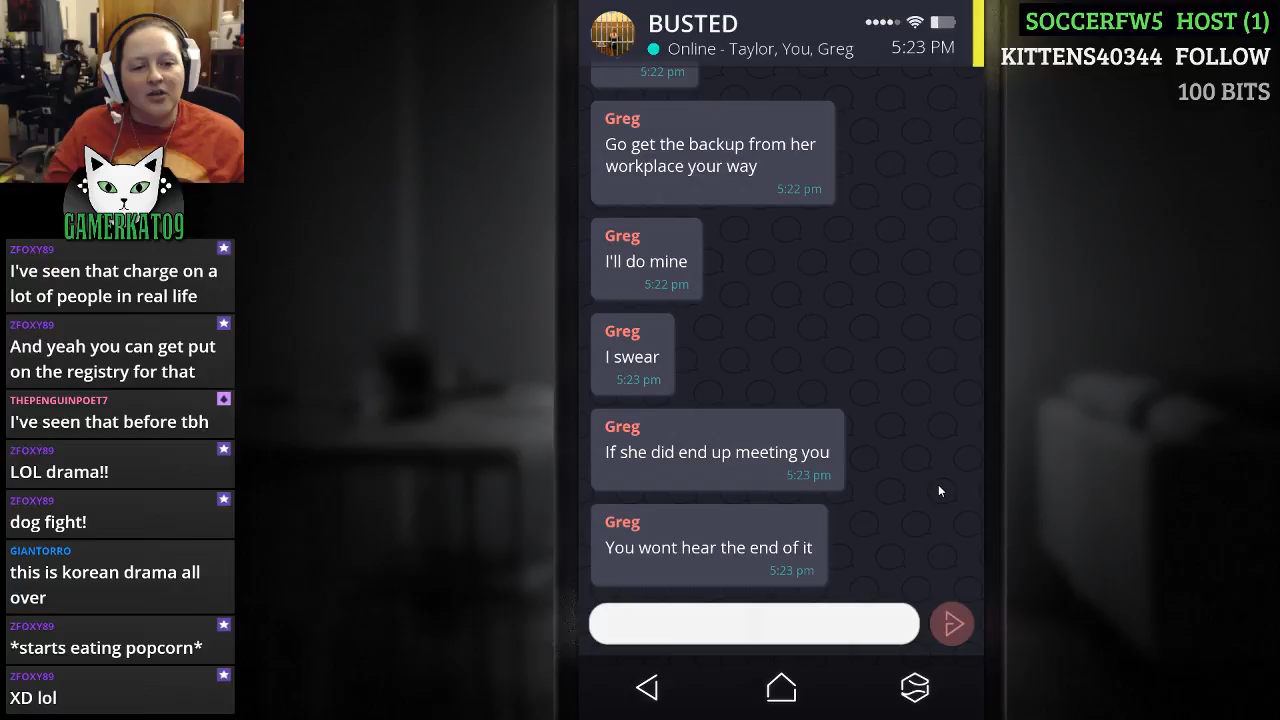 SOCCERFW5 HOST (1)
KITTENS40344 FOLLOW
100 BITS
BUSTED
Online - Taylor, You, Greg
5:23 PM
5:22 pm
Greg
Go get the backup from her
workplace your way
5:22 pm
Greg
I'll do mine
5:22 pm
Greg
I swear
5:23 pm
Greg
If she did end up meeting you
5:23 pm
Greg
You wont hear the end of it
5:23 pm
GAMERKAT09
ZFOXY89
I've seen that charge on a
lot of people in real life
ZFOXY89
And yeah you can get put
on the registry for that
THEPENGUINPOET7
I've seen that before tbh
ZFOXY89
LOL drama!!
ZFOXY89
dog fight!
GIANTORRO
this is korean drama all
over
ZFOXY89
*starts eating popcorn*
ZFOXY89
XD lol